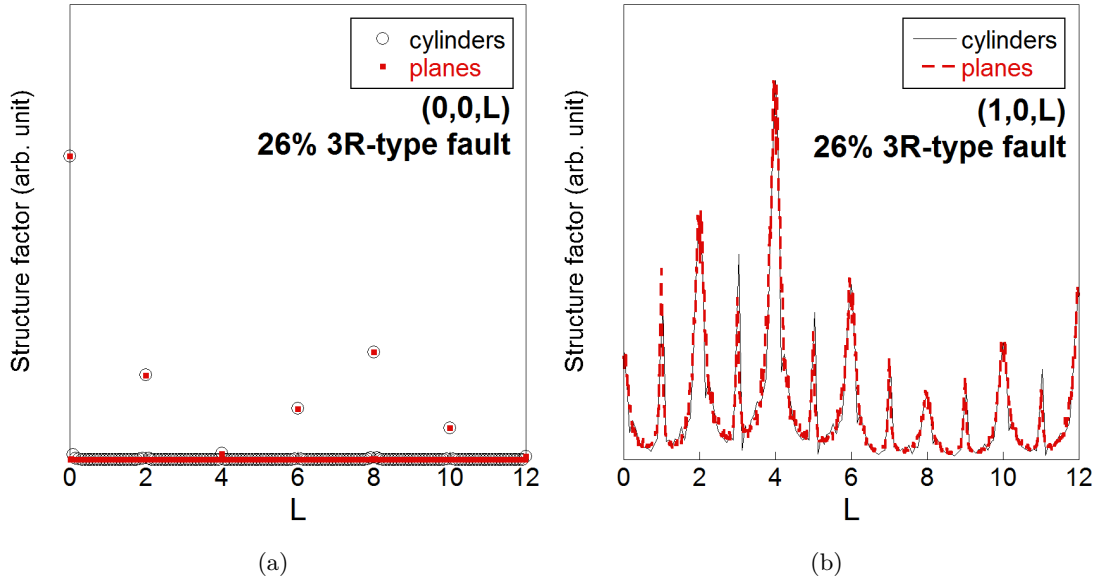 Structure factor (arb. unit)
cylinders
planes
(0,0,L)
26% 3R-type fault
0 2 4 6 8 10 12
L
(a)
Structure factor (arb. unit)
cylinders
planes
(1,0,L)
26% 3R-type fault
0 2 4 6 8 10 12
L
(b)